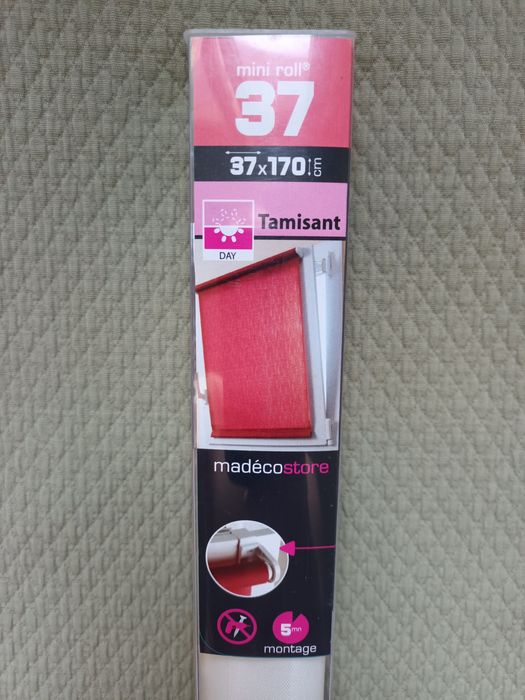 mini roll®
37
37x170 cm
Tamisant
DAY
madécostore
5mn
montage